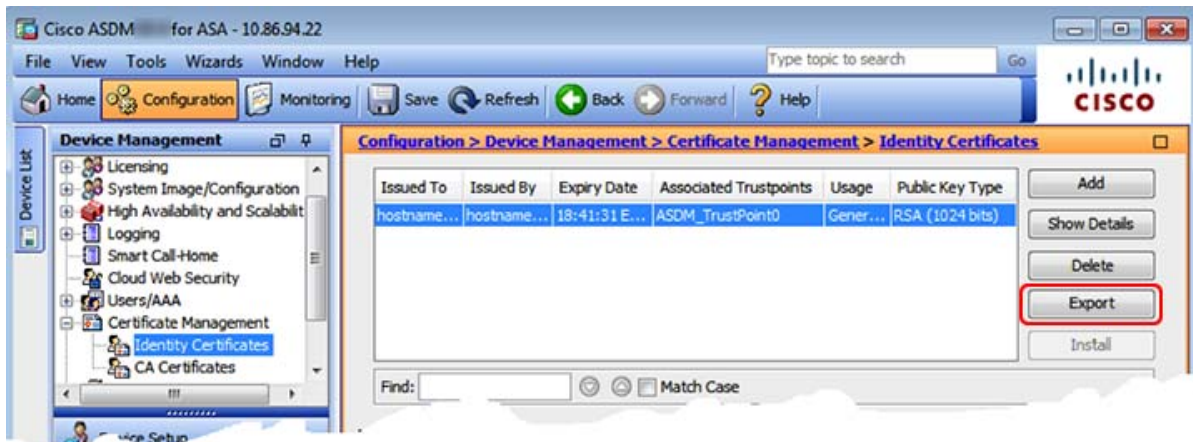 Cisco ASDM for ASA - 10.86.94.22
File View Tools Wizards Window Help
Type topic to search
Go
Home Configuration Monitoring Save Refresh Back Forward Help
CISCO
Device List
Device Management
Licensing
System Image/Configuration
High Availability and Scalabilit
Logging
Smart Call-Home
Cloud Web Security
Users/AAA
Certificate Management
Identity Certificates
CA Certificates
Device Setup
Configuration > Device Management > Certificate Management > Identity Certificates
Issued To Issued By Expiry Date Associated Trustpoints Usage Public Key Type
hostname... hostname... 18:41:31 E... ASDM_TrustPoint0 Gener... RSA (1024 bits)
Add
Show Details
Delete
Export
Install
Find: Match Case